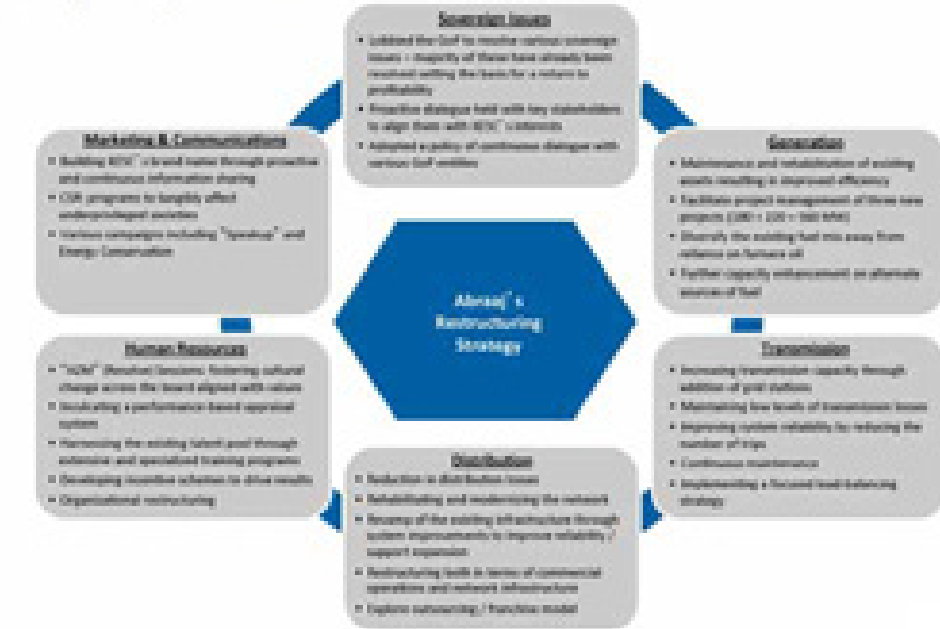 Sovereign Issues
Lobbied the GoP to resolve various sovereign
issues – majority of these have already been
resolved setting the basis for a return to
profitability
Proactive dialogue held with key stakeholders
to align them with KESC's interests
Adopted a policy of continuous dialogue with
various GoP entities
Marketing & Communications
Building KESC's brand name through proactive
and continuous information sharing
CSR programs to tangibly affect
underprivileged societies
Various campaigns including "Speakup" and
Energy Conservation
Generation
Maintenance and rehabilitation of existing
assets resulting in improved efficiency
Facilitate project management of three new
projects (180 + 220 + 560 MW)
Diversify the existing fuel mix away from
reliance on furnace oil
Further capacity enhancement on alternate
sources of fuel
Abraaj's
Restructuring
Strategy
Human Resources
Sessions: fostering cultural
change across the board aligned with values
Inculcating a performance based appraisal
system
Harnessing the existing talent pool through
extensive and specialized training programs
Developing incentive schemes to drive results
Organizational restructuring
Transmission
Increasing transmission capacity through
addition of grid stations
Maintaining low levels of transmission losses
Improving system reliability by reducing the
number of trips
Continuous maintenance
Implementing a focused load-balancing
strategy
Distribution
Reduction in distribution losses
Rehabilitating and modernizing the network
Revamp of the existing infrastructure through
system improvements to improve reliability /
support expansion
Restructuring both in terms of commercial
operations and network infrastructure
Explore outsourcing / franchise model